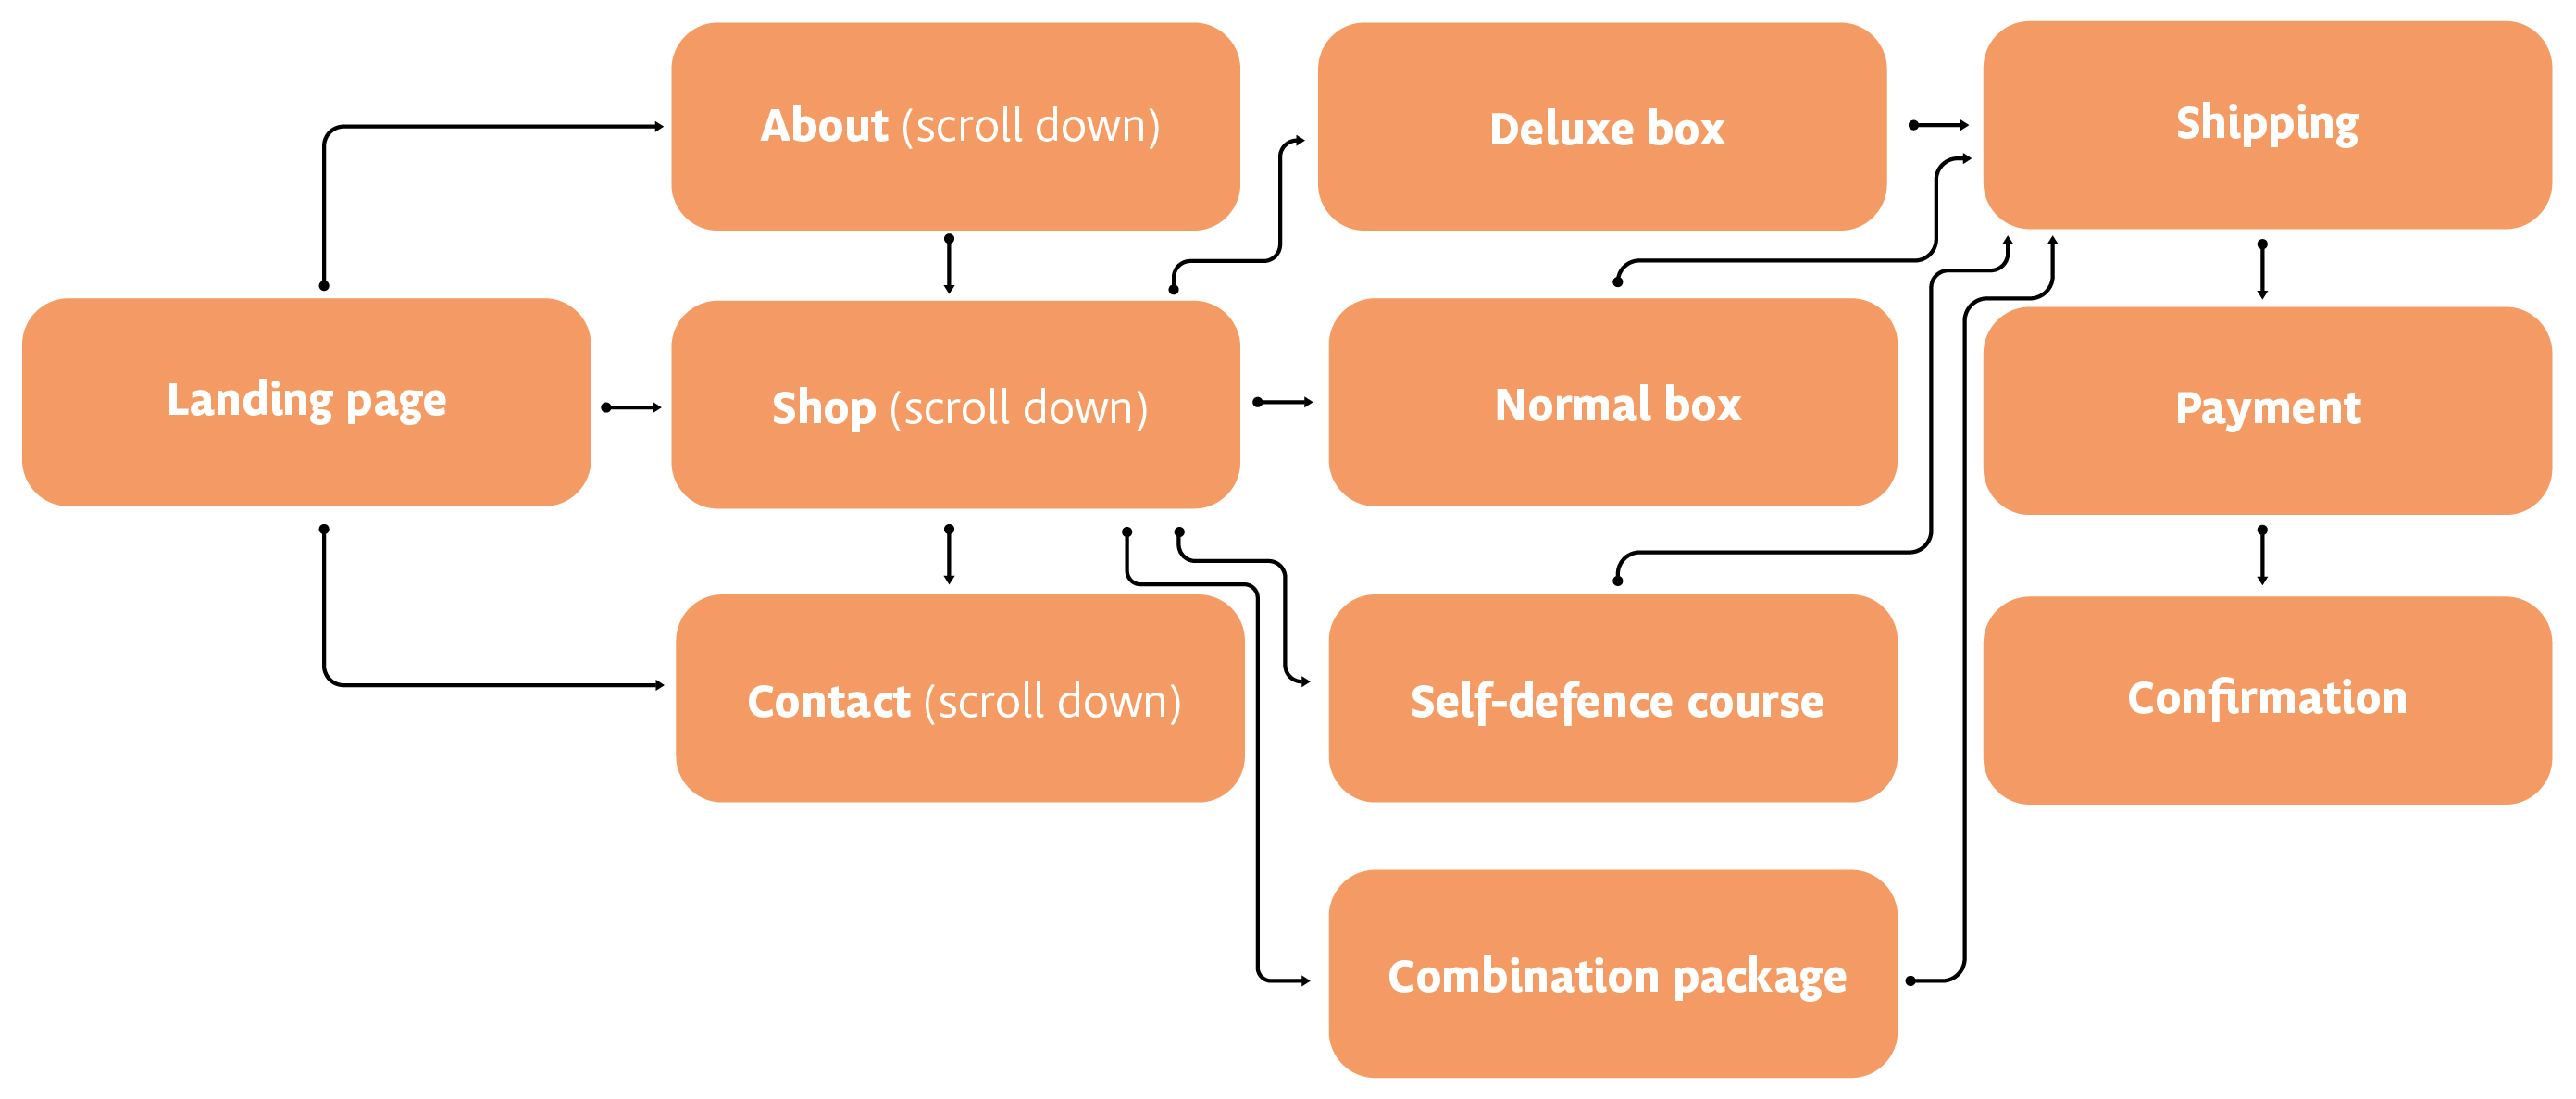 About (scroll down)
Deluxe box
Shipping
Landing page
Shop (scroll down)
Normal box
Payment
Contact (scroll down)
Self-defence course
Confirmation
Combination package